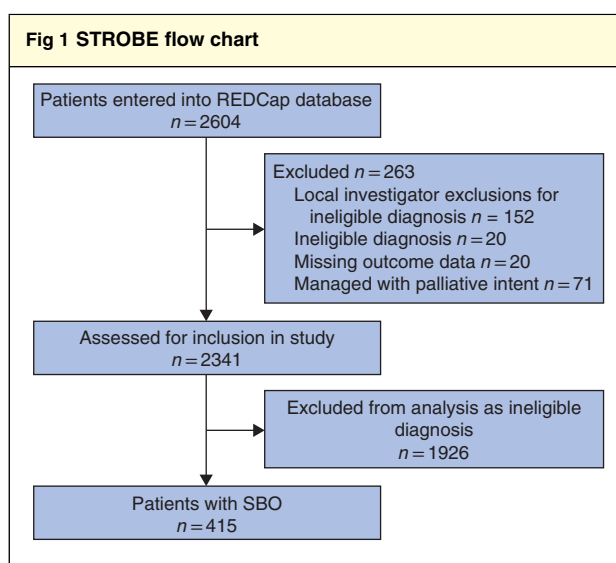 Fig 1 STROBE flow chart
Patients entered into REDCap database
n = 2604
Excluded n = 263
Local investigator exclusions for
ineligible diagnosis n = 152
Ineligible diagnosis n = 20
Missing outcome data n = 20
Managed with palliative intent n = 71
Assessed for inclusion in study
n = 2341
Excluded from analysis as ineligible
diagnosis
n = 1926
Patients with SBO
n = 415